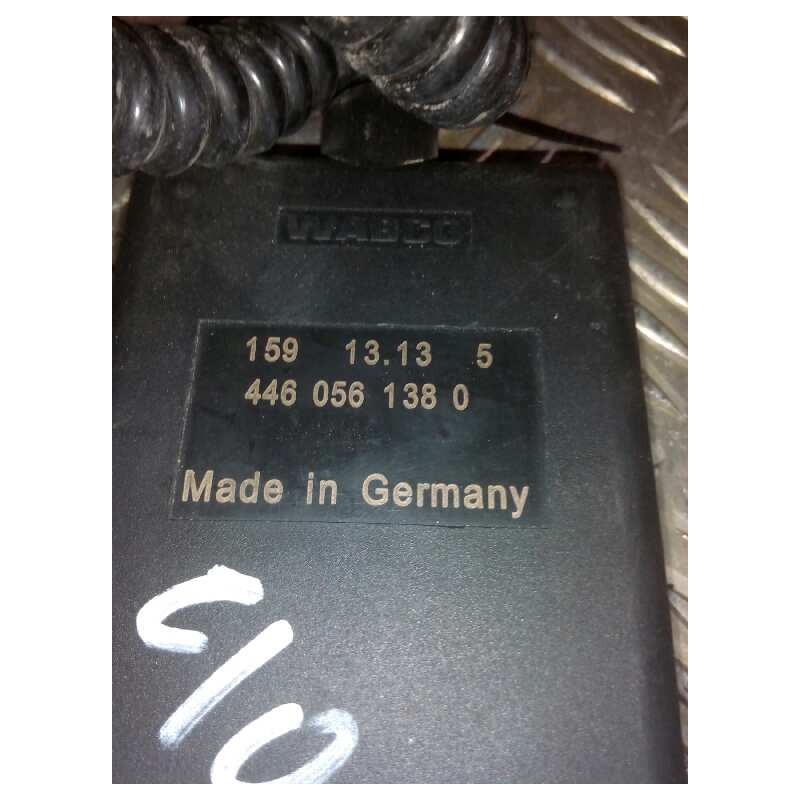 WABCO
159 13.13 5
446 056 138 0
Made in Germany
c/o